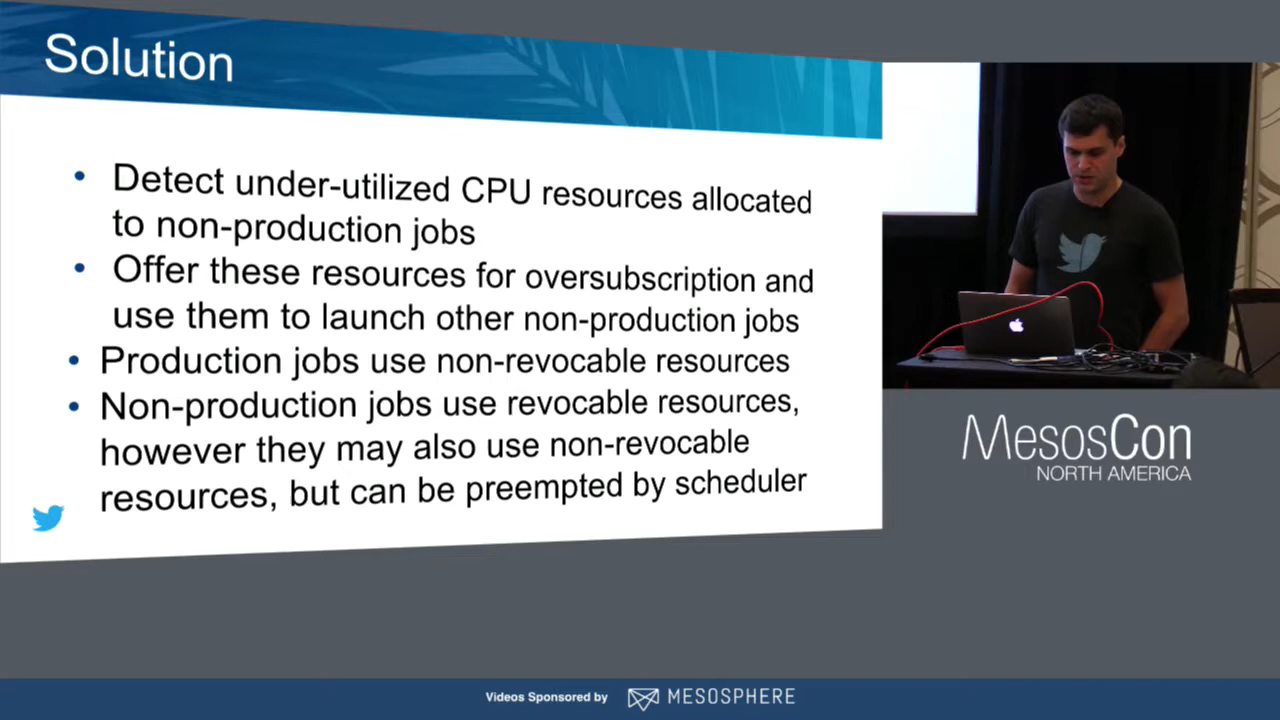 Solution
• Detect under-utilized CPU resources allocated
to non-production jobs
• Offer these resources for oversubscription and
use them to launch other non-production jobs
• Production jobs use non-revocable resources
• Non-production jobs use revocable resources,
however they may also use non-revocable
resources, but can be preempted by scheduler
MesosCon
NORTH AMERICA
Videos Sponsored by MESOSPHERE